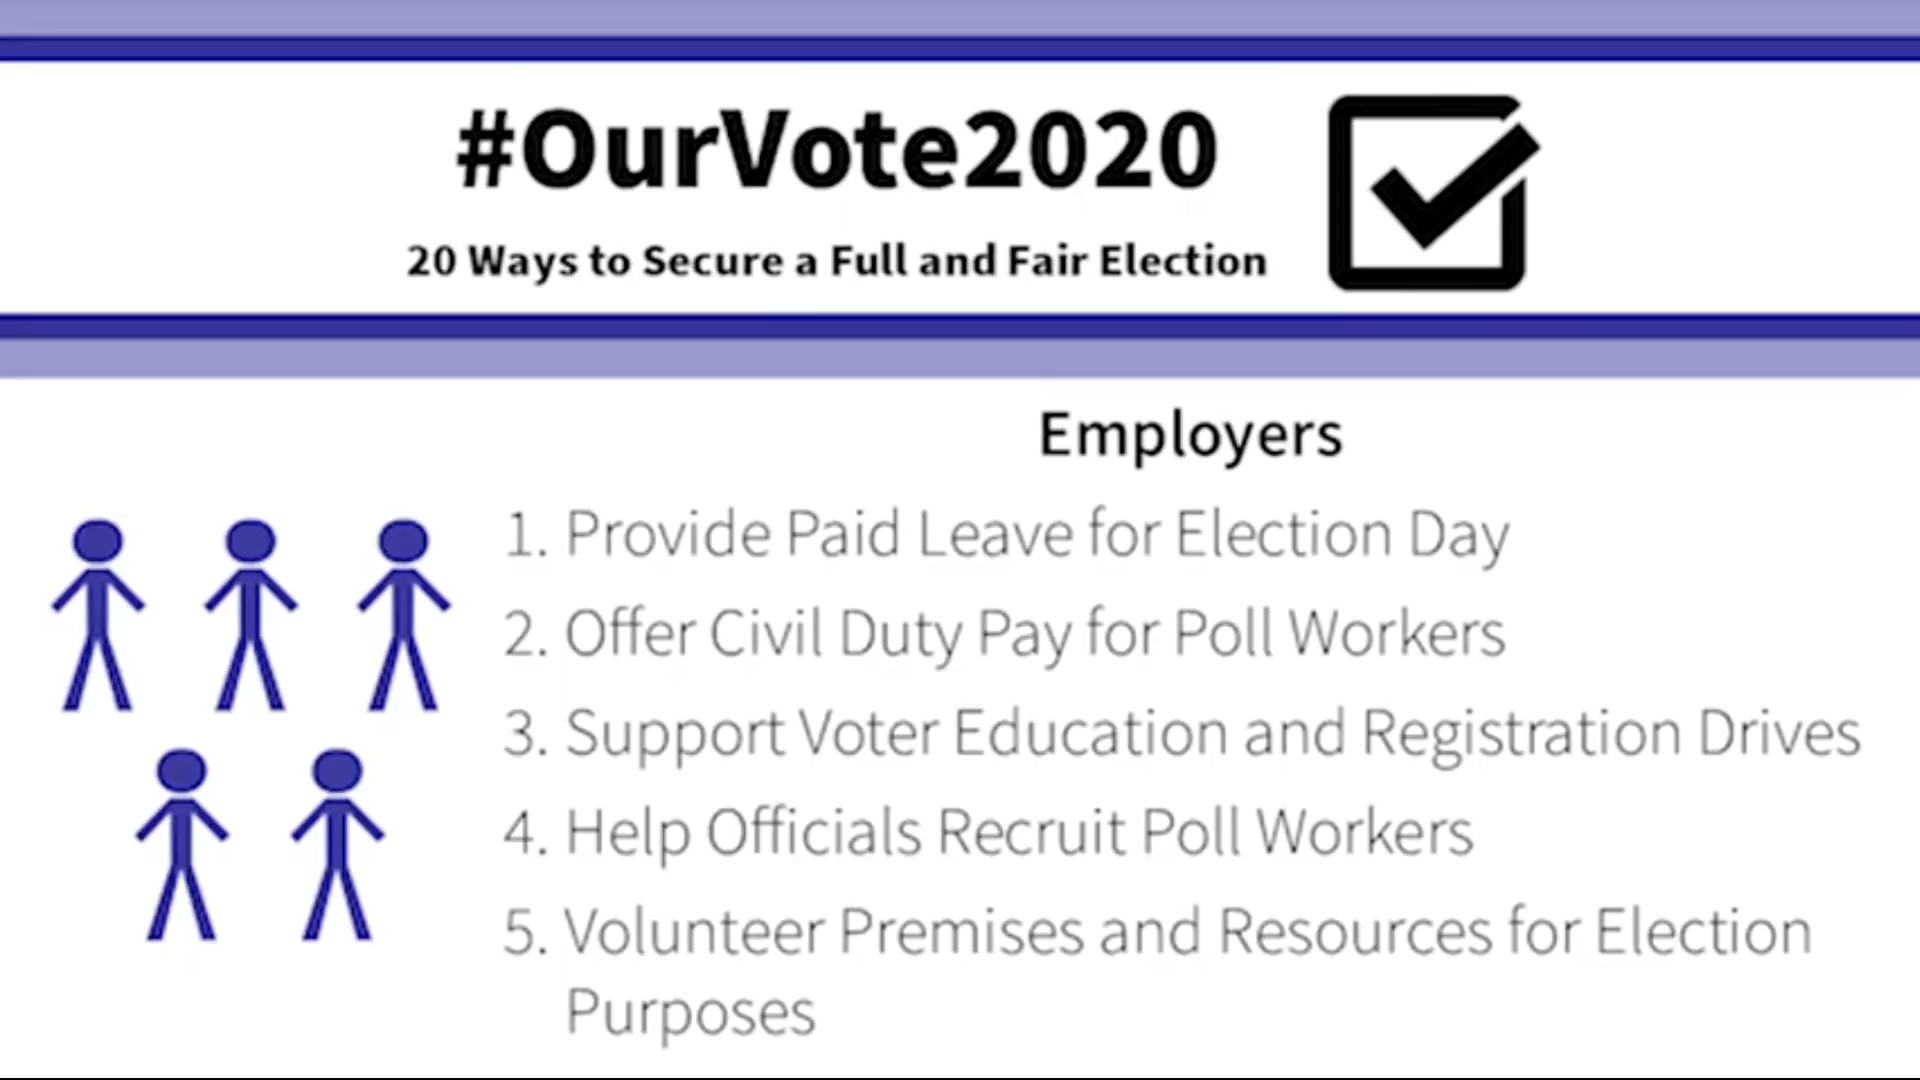 #OurVote2020
20 Ways to Secure a Full and Fair Election
Employers
1. Provide Paid Leave for Election Day
2. Offer Civil Duty Pay for Poll Workers
3. Support Voter Education and Registration Drives
4. Help Officials Recruit Poll Workers
5. Volunteer Premises and Resources for Election
Purposes